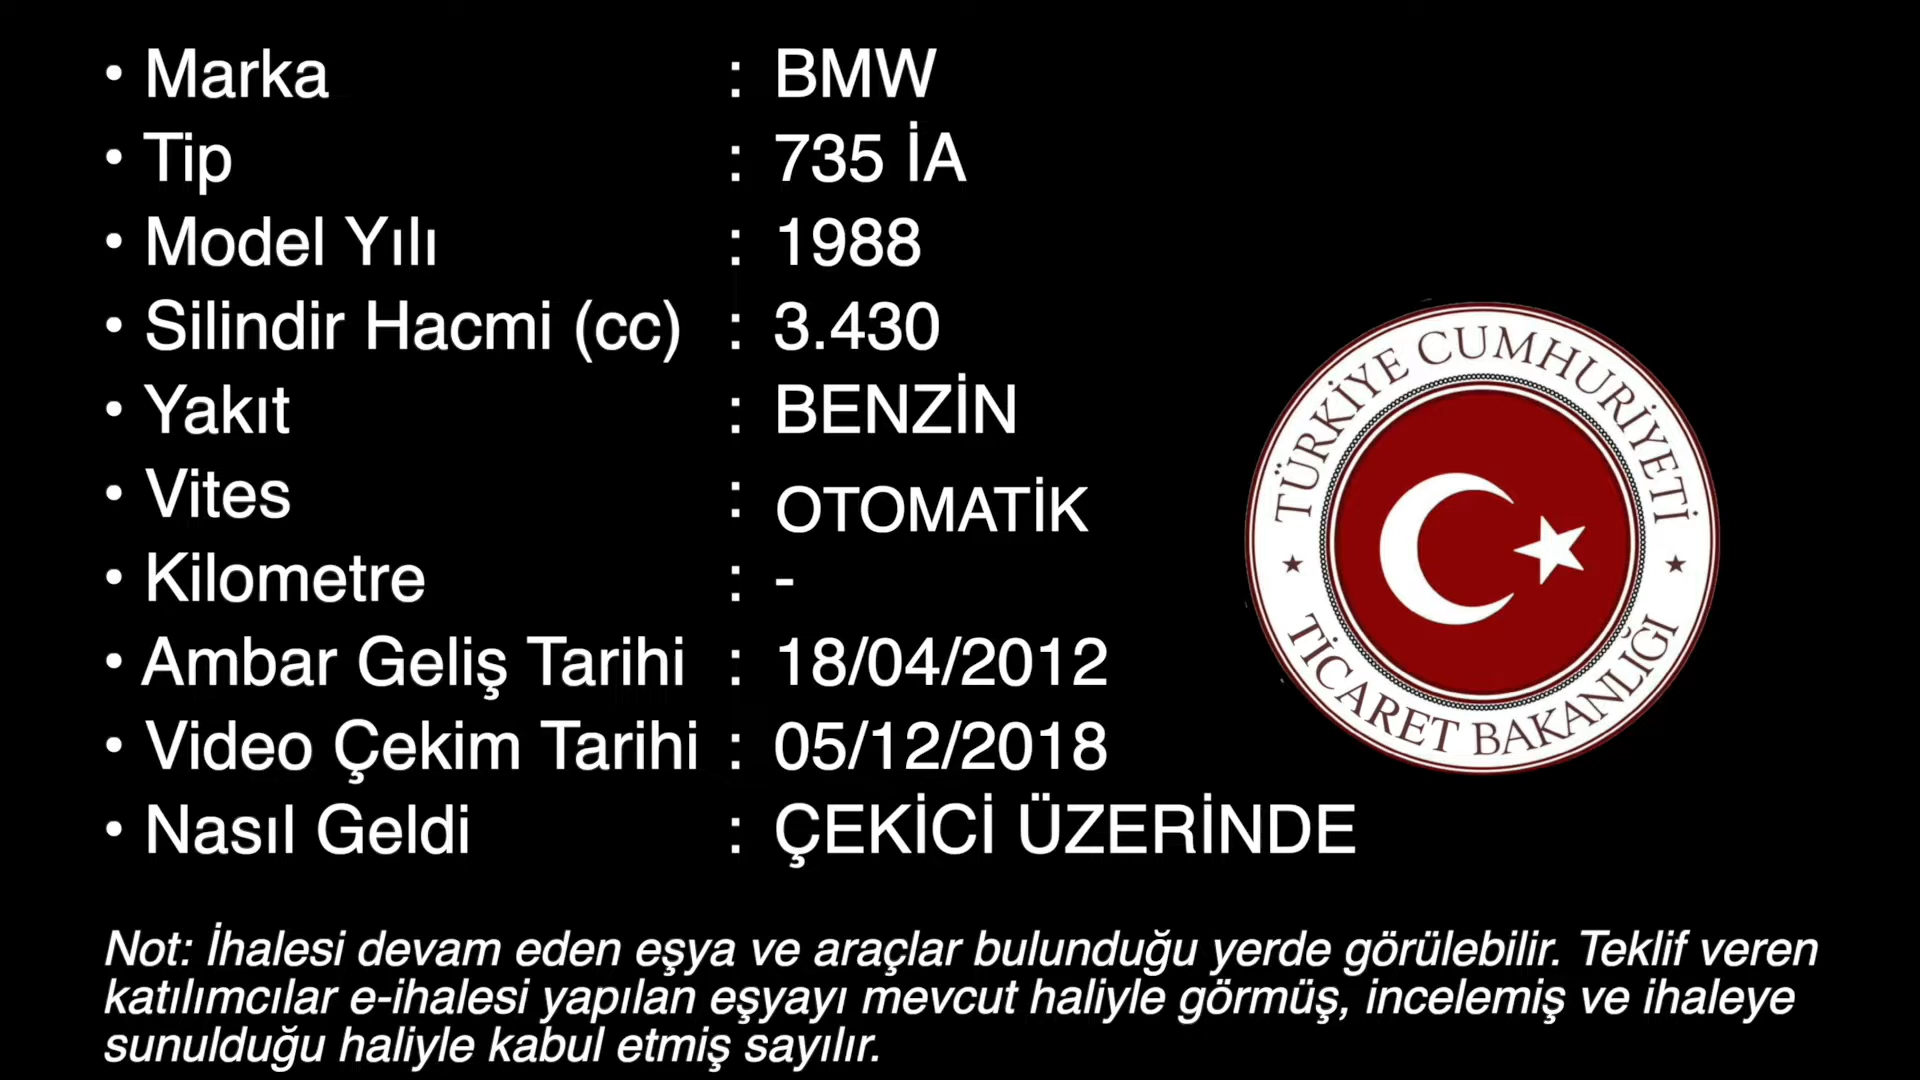 • Marka : BMW
• Tip : 735 İA
• Model Yılı : 1988
• Silindir Hacmi (cc) : 3.430
• Yakıt : BENZİN
• Vites : OTOMATİK
• Kilometre : -
• Ambar Geliş Tarihi : 18/04/2012
• Video Çekim Tarihi : 05/12/2018
• Nasıl Geldi : ÇEKİCİ ÜZERİNDE
TÜRKİYE CUMHURİYETİ
TİCARET BAKANLIĞI
Not: İhalesi devam eden eşya ve araçlar bulunduğu yerde görülebilir. Teklif veren
katılımcılar e-ihalesi yapılan eşyayı mevcut haliyle görmüş, incelemiş ve ihaleye
sunulduğu haliyle kabul etmiş sayılır.